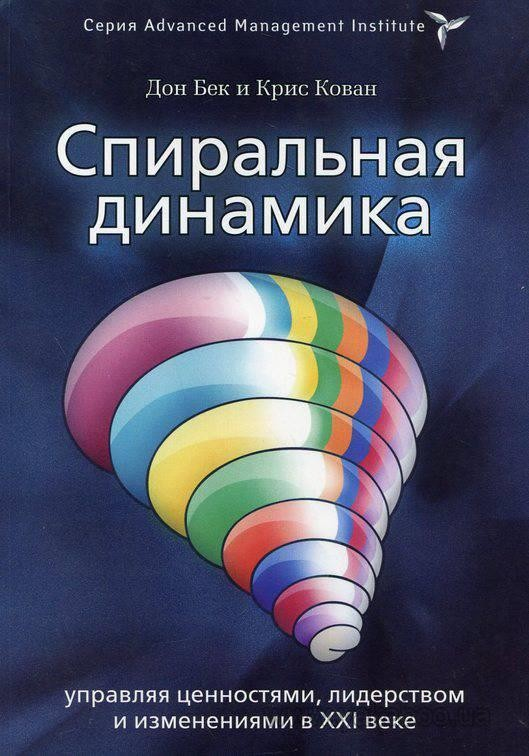 Серия Advanced Management Institute
Дон Бек и Крис Кован
Спиральная
динамика
управляя ценностями, лидерством
и изменениями в XXI веке